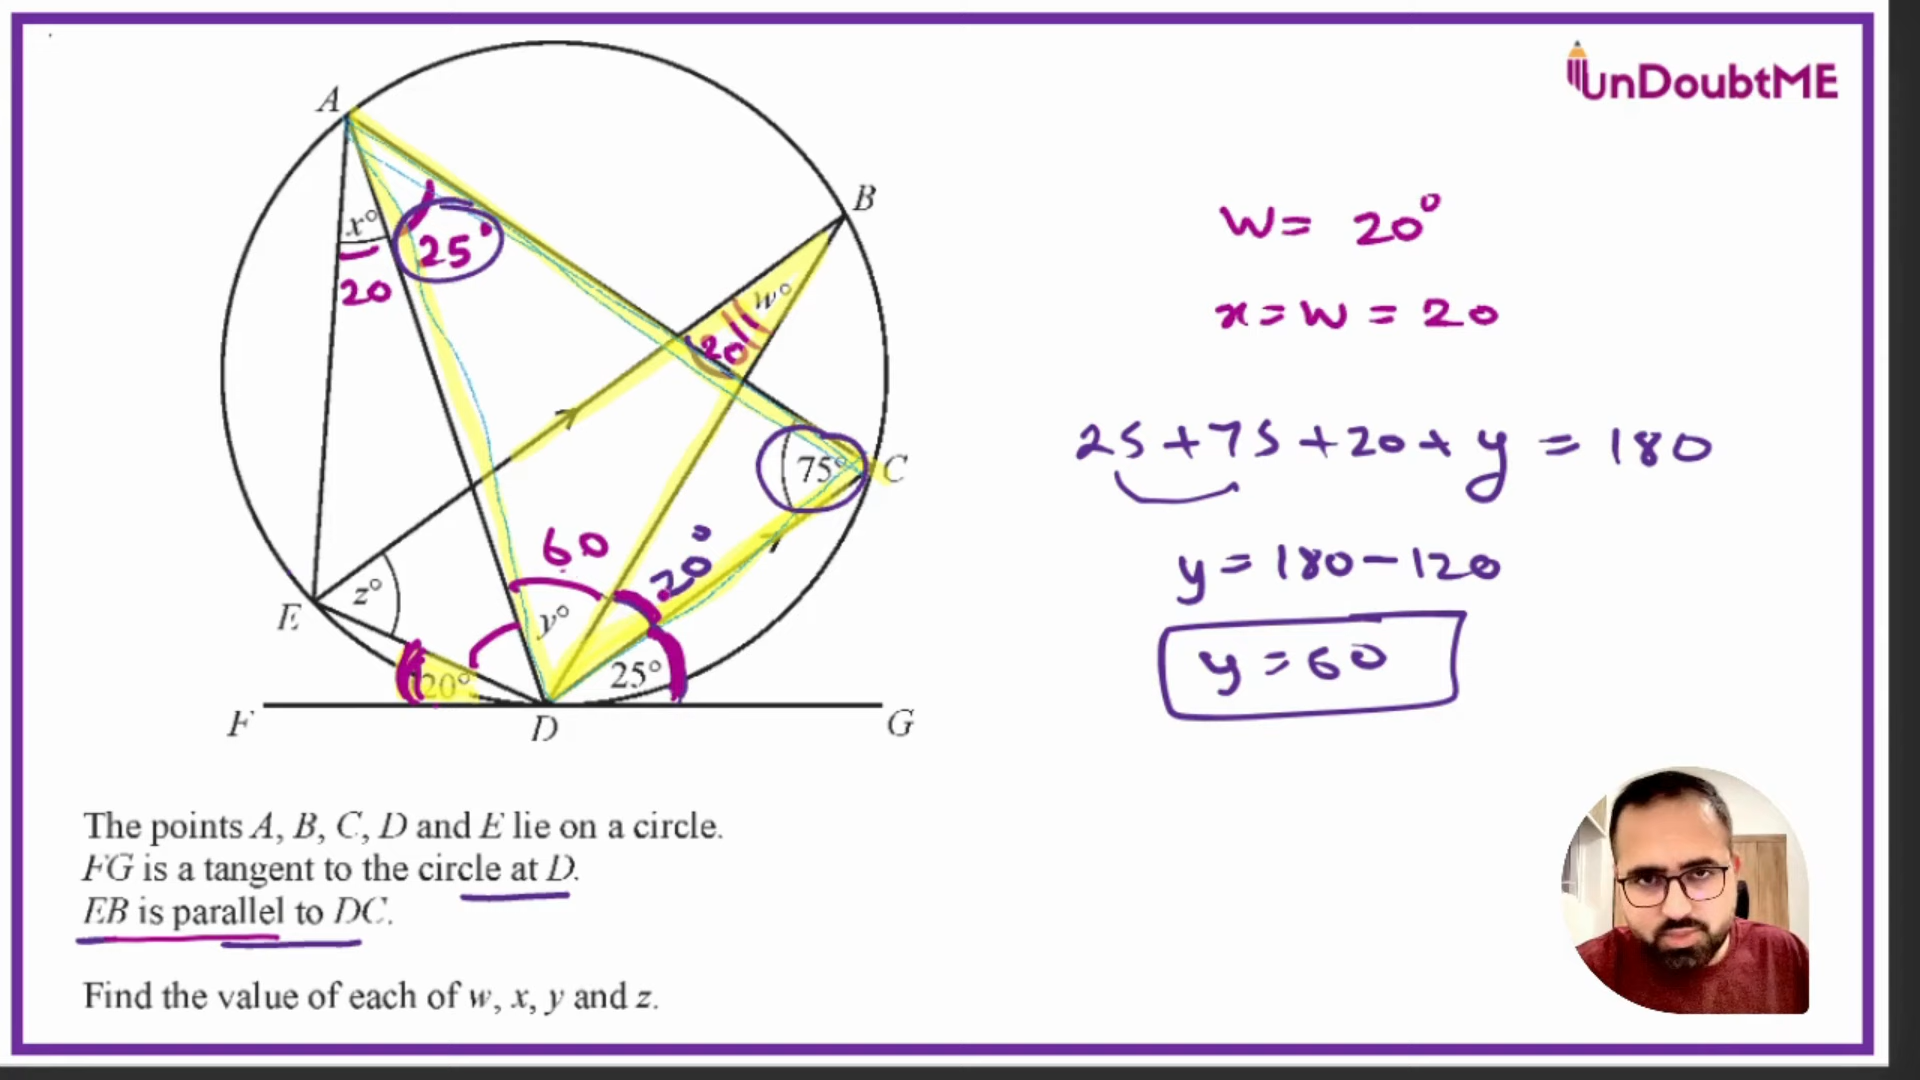 UnDoubtME
A
B
x°
25°
20
w°
20
w = 20°
x = w = 20
25 + 75 + 20 + y = 180
75°
C
60
20°
y = 180 - 120
E
z°
y°
20°
25°
y = 60
F
D
G
The points A, B, C, D and E lie on a circle.
FG is a tangent to the circle at D.
EB is parallel to DC.
Find the value of each of w, x, y and z.